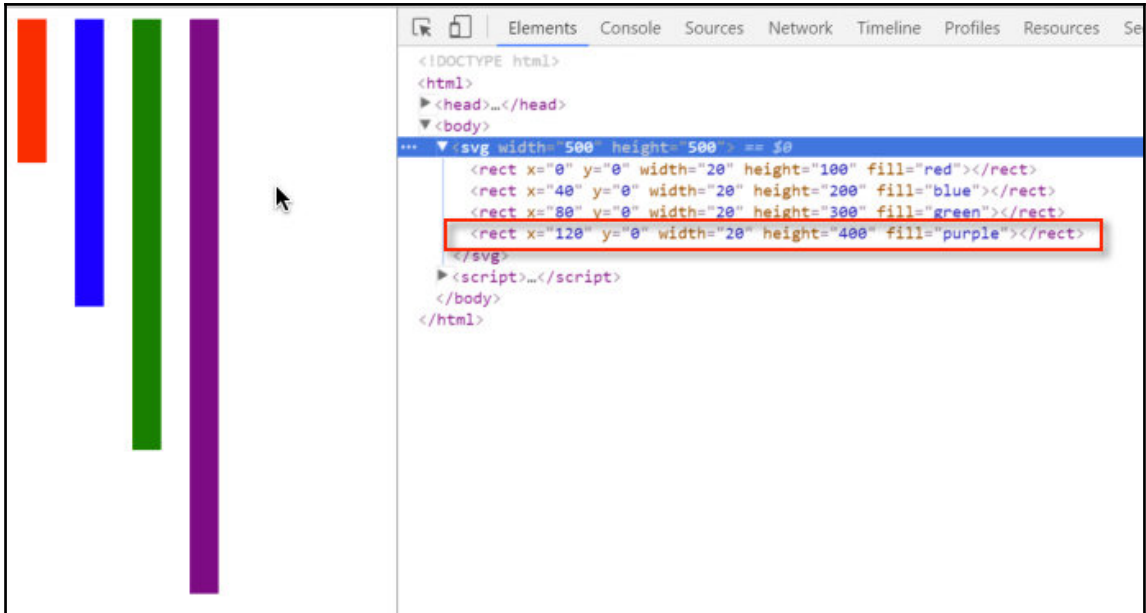 Elements Console Sources Network Timeline Profiles Resources Se
<!DOCTYPE html>
<html>
▶<head>…</head>
▼<body>
… ▼<svg width="500" height="500"> == $0
<rect x="0" y="0" width="20" height="100" fill="red"></rect>
<rect x="40" y="0" width="20" height="200" fill="blue"></rect>
<rect x="80" y="0" width="20" height="300" fill="green"></rect>
<rect x="120" y="0" width="20" height="400" fill="purple"></rect>
</svg>
▶<script>…</script>
</body>
</html>